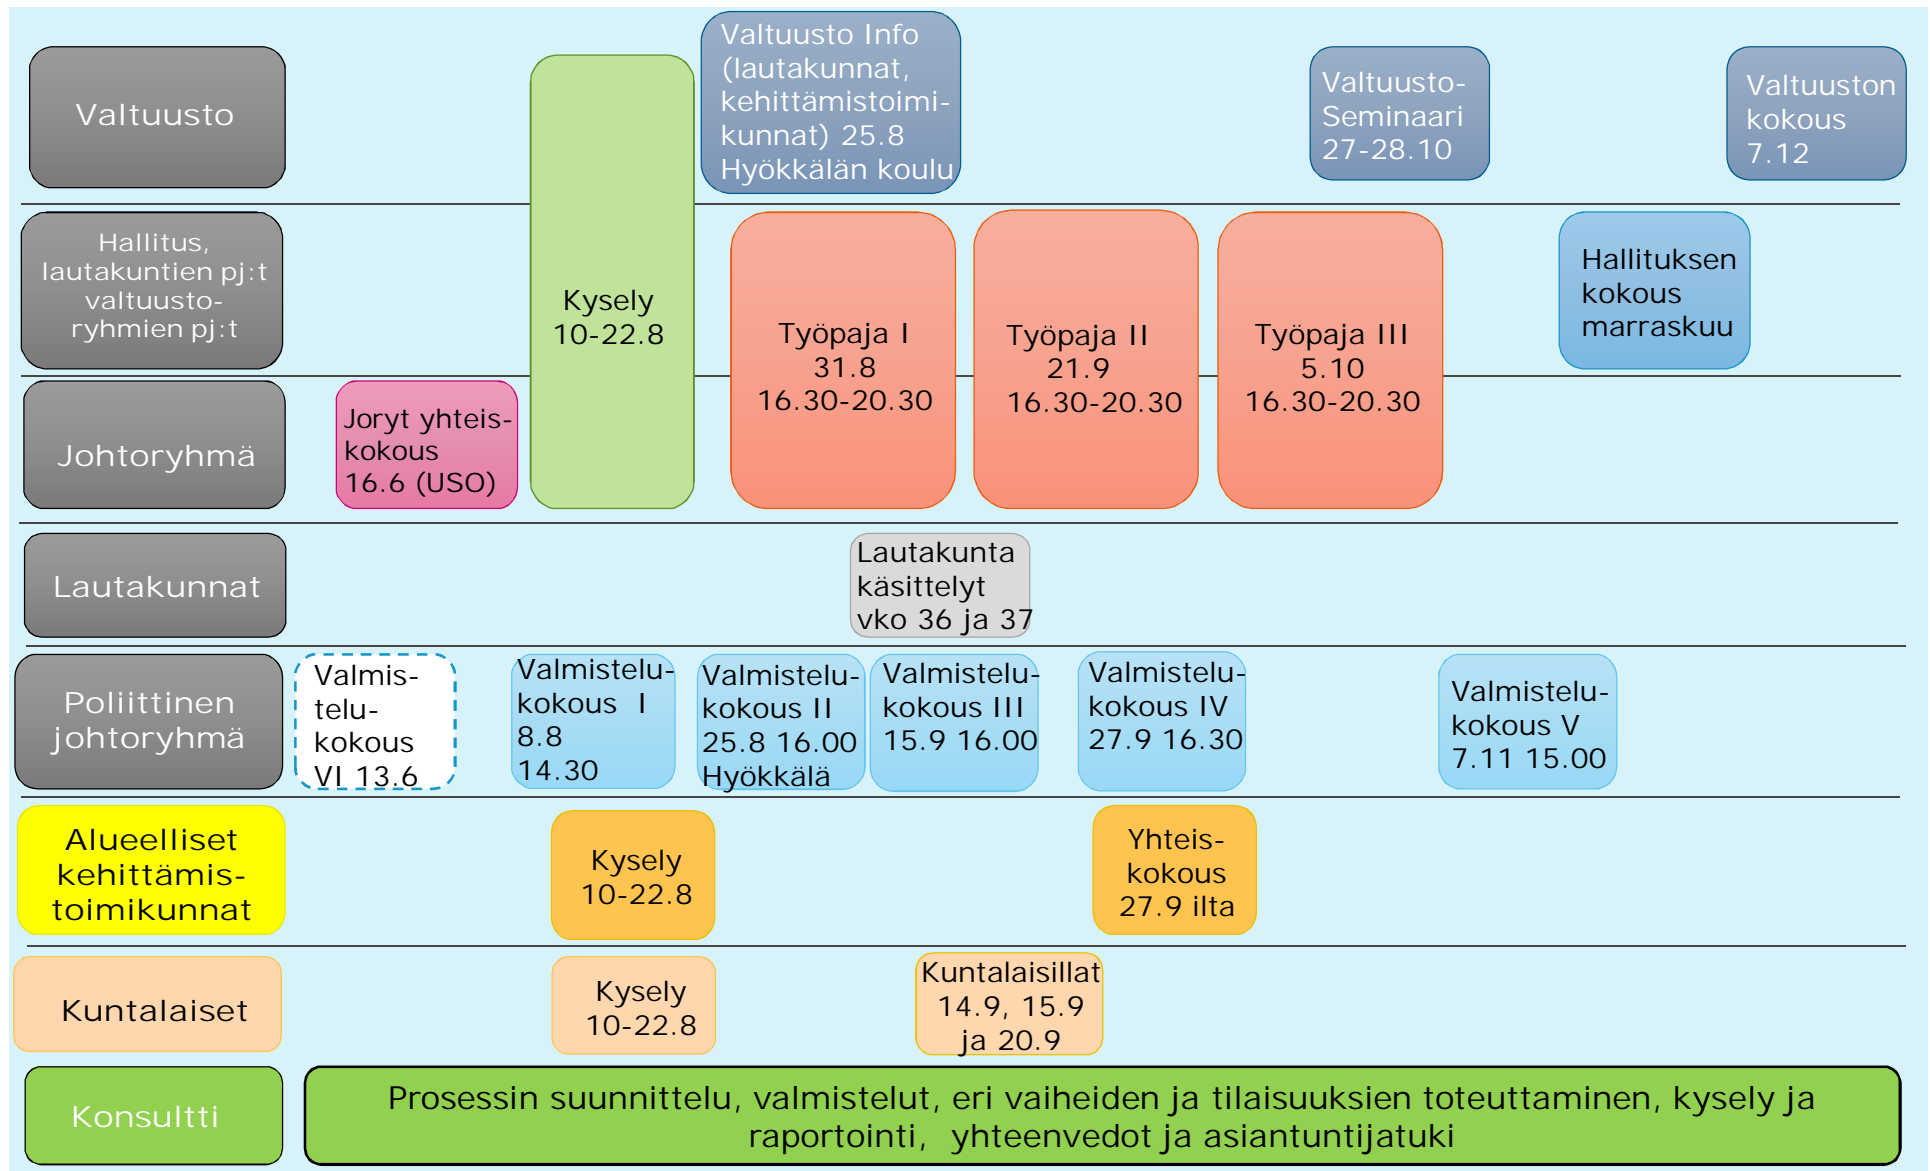 Valtuusto
Valtuusto Info
(lautakunnat,
kehittämistoimi-
kunnat) 25.8
Hyökkälän koulu
Valtuusto-
Seminaari
27-28.10
Valtuuston
kokous
7.12
Hallitus,
lautakuntien pj:t
valtuusto-
ryhmien pj:t
Kysely
10-22.8
Työpaja I
31.8
16.30-20.30
Työpaja II
21.9
16.30-20.30
Työpaja III
5.10
16.30-20.30
Hallituksen
kokous
marraskuu
Johtoryhmä
Joryt yhteis-
kokous
16.6 (USO)
Lautakunnat
Lautakunta
käsittelyt
vko 36 ja 37
Poliittinen
johtoryhmä
Valmis-
telu-
kokous
VI 13.6
Valmistelu-
kokous I
8.8
14.30
Valmistelu-
kokous II
25.8 16.00
Hyökkälä
Valmistelu-
kokous III
15.9 16.00
Valmistelu-
kokous IV
27.9 16.30
Valmistelu-
kokous V
7.11 15.00
Alueelliset
kehittämis-
toimikunnat
Kysely
10-22.8
Yhteis-
kokous
27.9 ilta
Kuntalaiset
Kysely
10-22.8
Kuntalaisillat
14.9, 15.9
ja 20.9
Konsultti
Prosessin suunnittelu, valmistelut, eri vaiheiden ja tilaisuuksien toteuttaminen, kysely ja
raportointi, yhteenvedot ja asiantuntijatuki